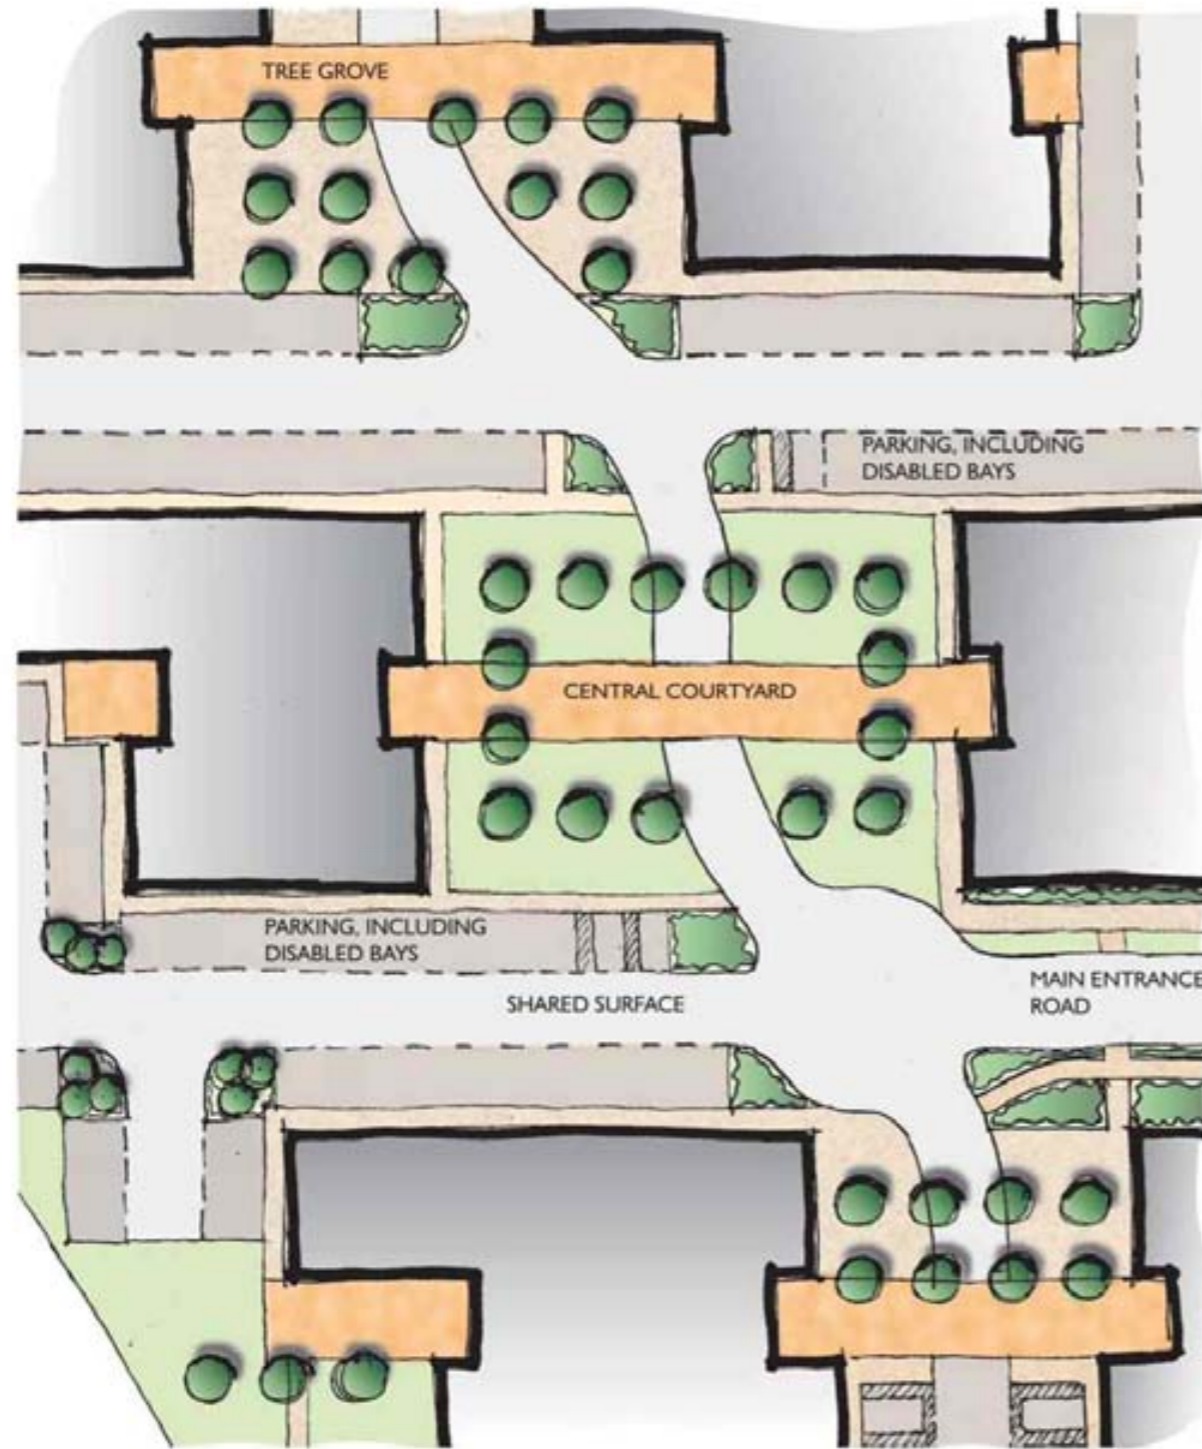 TREE GROVE
PARKING, INCLUDING
DISABLED BAYS
CENTRAL COURTYARD
PARKING, INCLUDING
DISABLED BAYS
SHARED SURFACE
MAIN ENTRANCE
ROAD